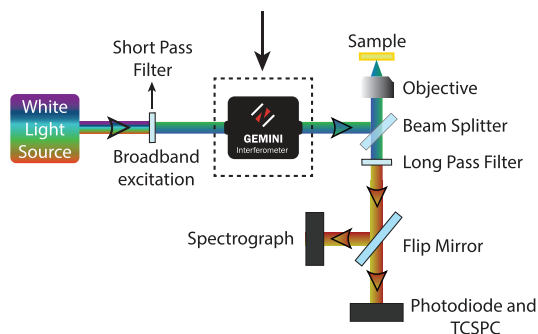 Sample
Short Pass
Filter
Objective
White
Light
Source
GEMINI
Interferometer
Beam Splitter
Broadband
excitation
Long Pass Filter
Spectrograph
Flip Mirror
Photodiode and
TCSPC